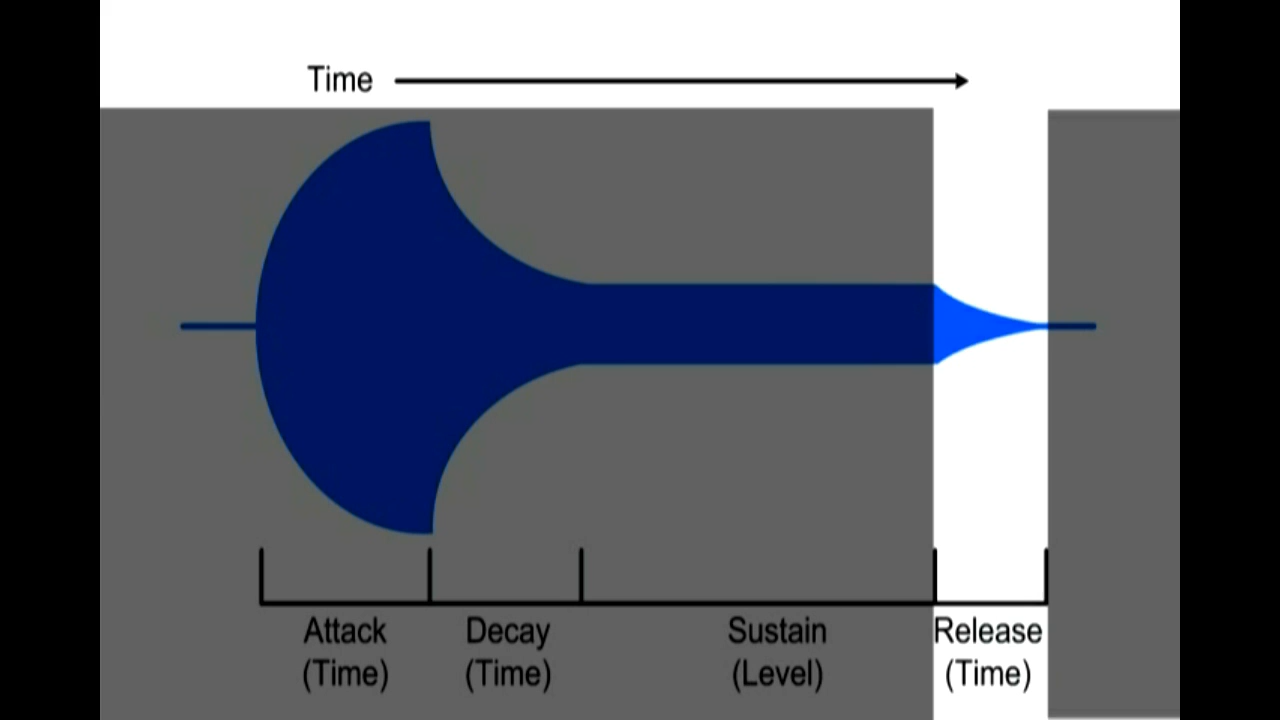 Time
Attack
(Time)
Decay
(Time)
Sustain
(Level)
Release
(Time)